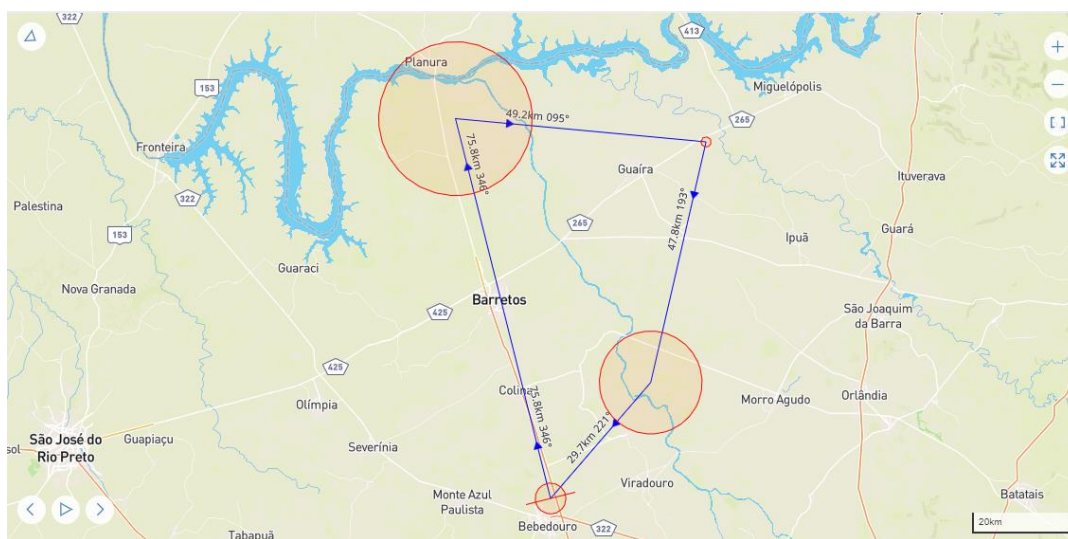 322
413
Planura
153
Miguelópolis
49.2km 095°
265
Fronteira
75.8km 346°
Guaíra
Ituverava
Palestina
322
47.8km 193°
153
265
Ipuã
Guará
Guaraci
Nova Granada
Barretos
São Joaquim
da Barra
425
425
Colina
75.8km 346°
Olímpia
Morro Agudo
Orlândia
São José do
Rio Preto
Guapiaçu
29.7km 221°
sol
Severínia
Viradouro
Monte Azul
Paulista
Batatais
Bebedouro
322
20km
Tabapuã